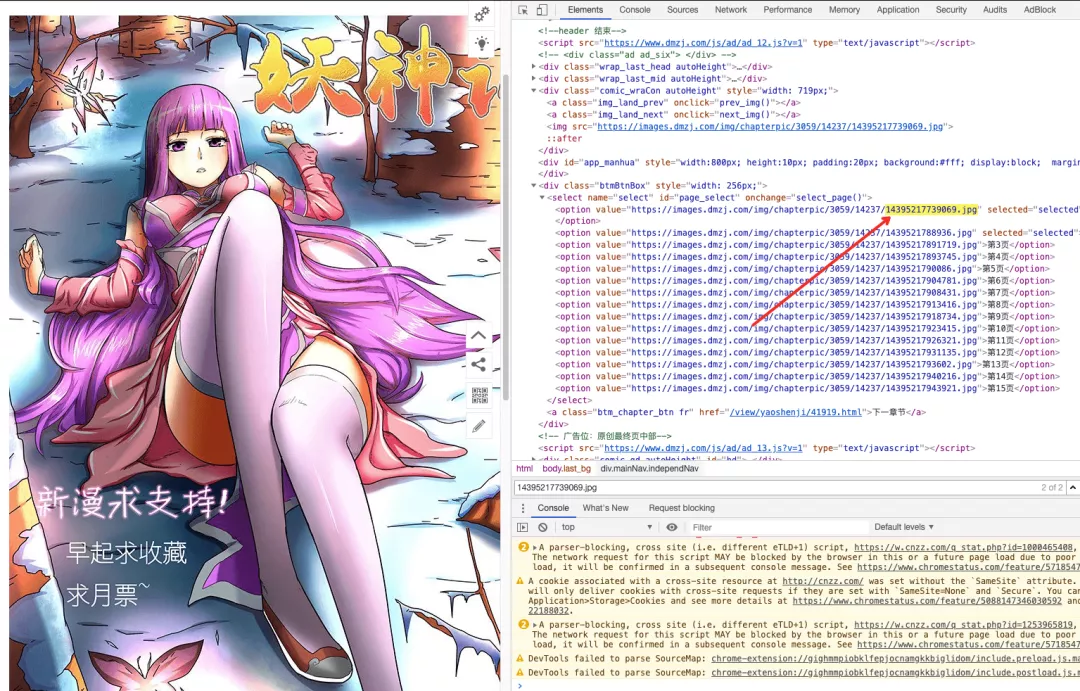 妖神
新漫求支持!
早起求收藏
求月票~
Elements Console Sources Network Performance Memory Application Security Audits AdBlock
<!--header 结束-->
<script src="https://www.dmzj.com/js/ad/ad_12.js?v=1" type="text/javascript"></script>
<!-- <div class="ad ad_six"> </div> -->
<div class="wrap_last_head autoHeight">…</div>
<div class="wrap_last_mid autoHeight">…</div>
<div class="comic_wraCon autoHeight" style="width: 719px;">
<a class="img_land_prev" onclick="prev_img()"></a>
<a class="img_land_next" onclick="next_img()"></a>
<img src="https://images.dmzj.com/img/chapterpic/3059/14237/14395217739069.jpg">
::after
</div>
<div id="app_manhua" style="width:800px; height:10px; padding:20px; background:#fff; display:block; margin
</div>
<div class="btmBtnBox" style="width: 256px;">
<select name="select" id="page_select" onchange="select_page()">
<option value="https://images.dmzj.com/img/chapterpic/3059/14237/14395217739069.jpg" selected="selected
</option>
<option value="https://images.dmzj.com/img/chapterpic/3059/14237/14395217788936.jpg" selected="selected"
<option value="https://images.dmzj.com/img/chapterpic/3059/14237/14395217891719.jpg">第3页</option>
<option value="https://images.dmzj.com/img/chapterpic/3059/14237/14395217893745.jpg">第4页</option>
<option value="https://images.dmzj.com/img/chapterpic/3059/14237/1439521790086.jpg">第5页</option>
<option value="https://images.dmzj.com/img/chapterpic/3059/14237/14395217904781.jpg">第6页</option>
<option value="https://images.dmzj.com/img/chapterpic/3059/14237/14395217908431.jpg">第7页</option>
<option value="https://images.dmzj.com/img/chapterpic/3059/14237/14395217913416.jpg">第8页</option>
<option value="https://images.dmzj.com/img/chapterpic/3059/14237/14395217918734.jpg">第9页</option>
<option value="https://images.dmzj.com/img/chapterpic/3059/14237/14395217923415.jpg">第10页</option>
<option value="https://images.dmzj.com/img/chapterpic/3059/14237/14395217926321.jpg">第11页</option>
<option value="https://images.dmzj.com/img/chapterpic/3059/14237/14395217931135.jpg">第12页</option>
<option value="https://images.dmzj.com/img/chapterpic/3059/14237/1439521793602.jpg">第13页</option>
<option value="https://images.dmzj.com/img/chapterpic/3059/14237/14395217940216.jpg">第14页</option>
<option value="https://images.dmzj.com/img/chapterpic/3059/14237/14395217943921.jpg">第15页</option>
</select>
<a class="btm_chapter_btn fr" href="/view/yaoshenji/41919.html">下一章节</a>
</div>
<!-- 广告位: 原创最终页中部-->
<script src="https://www.dmzj.com/js/ad/ad_13.js?v=1" type="text/javascript"></script>
html body.last_bg div.mainNav.independNav
14395217739069.jpg 2 of 2
Console What's New Request blocking
top Filter Default levels ▼
2 A parser-blocking, cross site (i.e. different eTLD+1) script, https://w.cnzz.com/q_stat.php?id=1000465408,
The network request for this script MAY be blocked by the browser in this or a future page load due to poor
load, it will be confirmed in a subsequent console message. See https://www.chromestatus.com/feature/5718547
A cookie associated with a cross-site resource at http://cnzz.com/ was set without the `SameSite` attribute.
will only deliver cookies with cross-site requests if they are set with `SameSite=None` and `Secure`. You can
Application>Storage>Cookies and see more details at https://www.chromestatus.com/feature/5088147346030592 and
22188032.
2 A parser-blocking, cross site (i.e. different eTLD+1) script, https://w.cnzz.com/q_stat.php?id=1253965819,
The network request for this script MAY be blocked by the browser in this or a future page load due to poor
load, it will be confirmed in a subsequent console message. See https://www.chromestatus.com/feature/5718547
DevTools failed to parse SourceMap: chrome-extension://gighmmpiobklfepjocnamgkkbiglidom/include.preload.js.ma
DevTools failed to parse SourceMap: chrome-extension://gighmmpiobklfepjocnamgkkbiglidom/include.postload.js.m